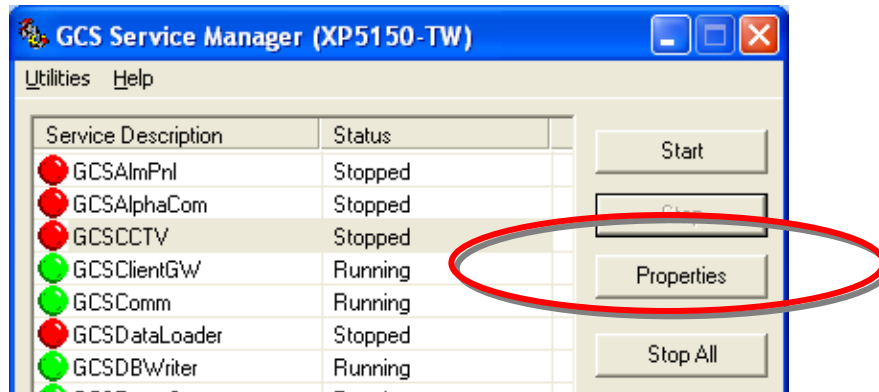 GCS Service Manager (XP5150-TW)
Utilities Help
Service Description Status
Start
GCSAlmPnl Stopped
GCSAlphaCom Stopped
Stop
GCSCCTV Stopped
GCSClientGW Running
Properties
GCSComm Running
GCSDataLoader Stopped
Stop All
GCSDBWriter Running